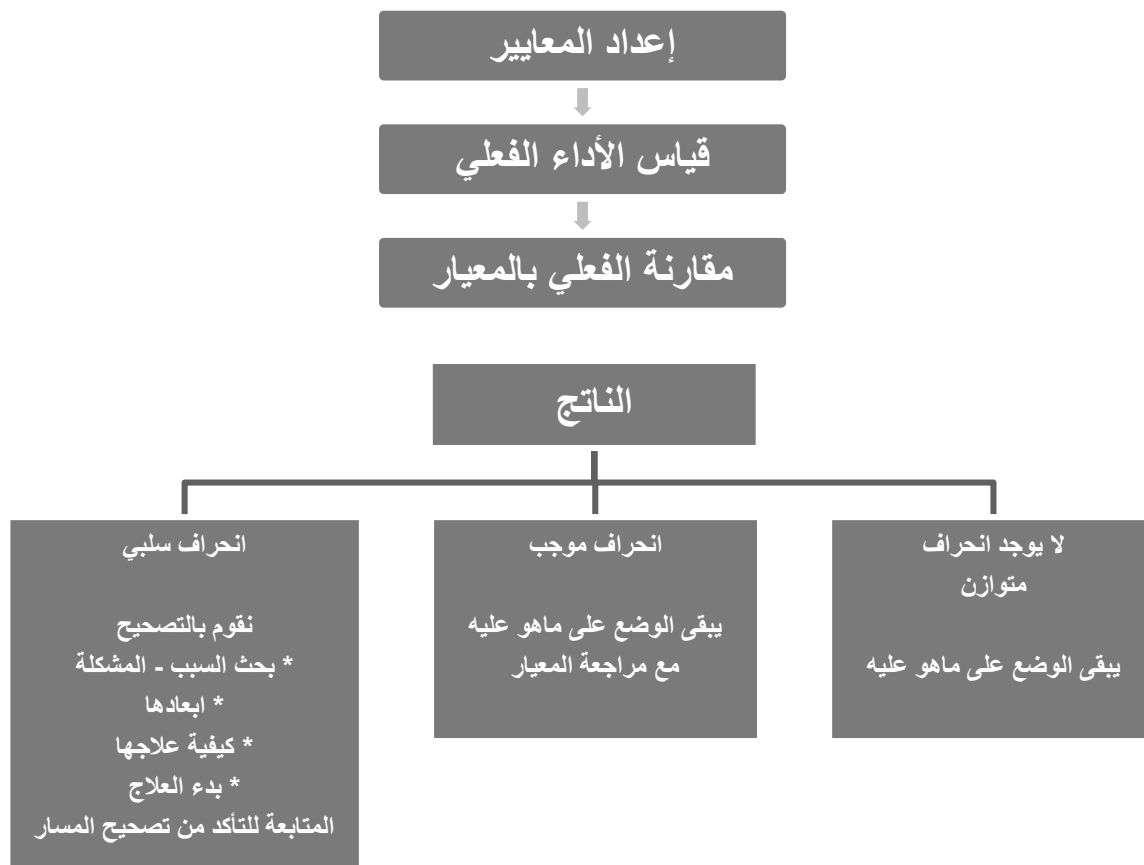 إعداد المعايير
قياس الأداء الفعلي
مقارنة الفعلي بالمعيار
الناتج
لا يوجد انحراف
متوازن
يبقى الوضع على ماهو عليه
انحراف موجب
يبقى الوضع على ماهو عليه
مع مراجعة المعيار
انحراف سلبي
نقوم بالتصحيح
* بحث السبب - المشكلة
* ابعادها
* كيفية علاجها
* بدء العلاج
المتابعة للتأكد من تصحيح المسار